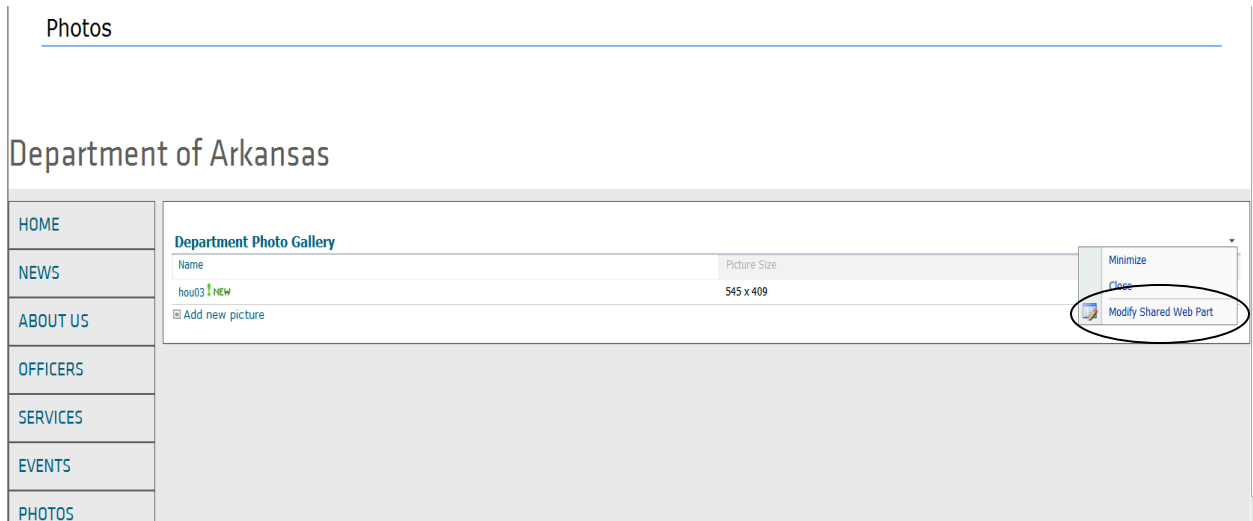 Photos
Department of Arkansas
HOME
NEWS
ABOUT US
OFFICERS
SERVICES
EVENTS
PHOTOS
Department Photo Gallery
Name Picture Size
hou03 ! NEW 545 x 409
Add new picture
Minimize
Close
Modify Shared Web Part